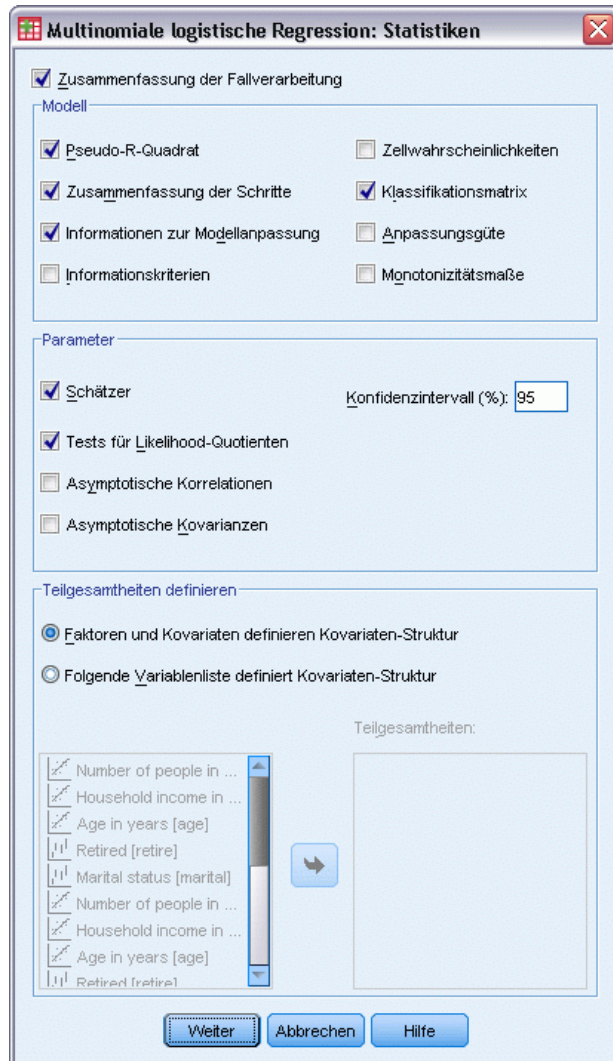 Multinomiale logistische Regression: Statistiken
Zusammenfassung der Fallverarbeitung
Modell
Pseudo-R-Quadrat
Zellwahrscheinlichkeiten
Zusammenfassung der Schritte
Klassifikationsmatrix
Informationen zur Modellanpassung
Anpassungsgüte
Informationskriterien
Monotonizitätsmaße
Parameter
Schätzer
Konfidenzintervall (%): 95
Tests für Likelihood-Quotienten
Asymptotische Korrelationen
Asymptotische Kovarianzen
Teilgesamtheiten definieren
Faktoren und Kovariaten definieren Kovariaten-Struktur
Folgende Variablenliste definiert Kovariaten-Struktur
Teilgesamtheiten:
Number of people in ...
Household income in ...
Age in years [age]
Retired [retire]
Marital status [marital]
Number of people in ...
Household income in ...
Age in years [age]
Retired [retire]
Weiter
Abbrechen
Hilfe